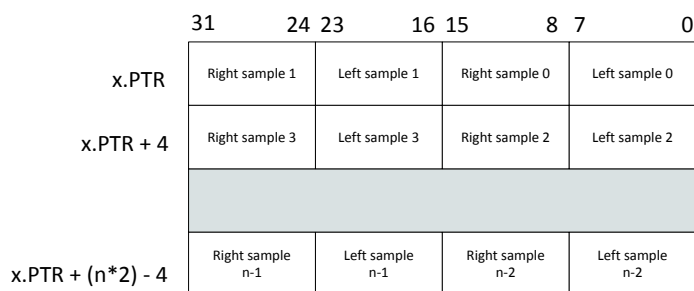 31 24 23 16 15 8 7 0
x.PTR Right sample 1 Left sample 1 Right sample 0 Left sample 0
x.PTR + 4 Right sample 3 Left sample 3 Right sample 2 Left sample 2
x.PTR + (n*2) - 4 Right sample n-1 Left sample n-1 Right sample n-2 Left sample n-2